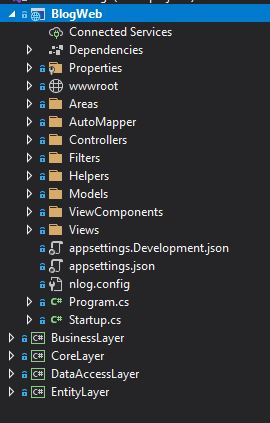 BlogWeb
Connected Services
Dependencies
Properties
wwwroot
Areas
AutoMapper
Controllers
Filters
Helpers
Models
ViewComponents
Views
appsettings.Development.json
appsettings.json
nlog.config
C# Program.cs
C# Startup.cs
C# BusinessLayer
C# CoreLayer
C# DataAccessLayer
C# EntityLayer